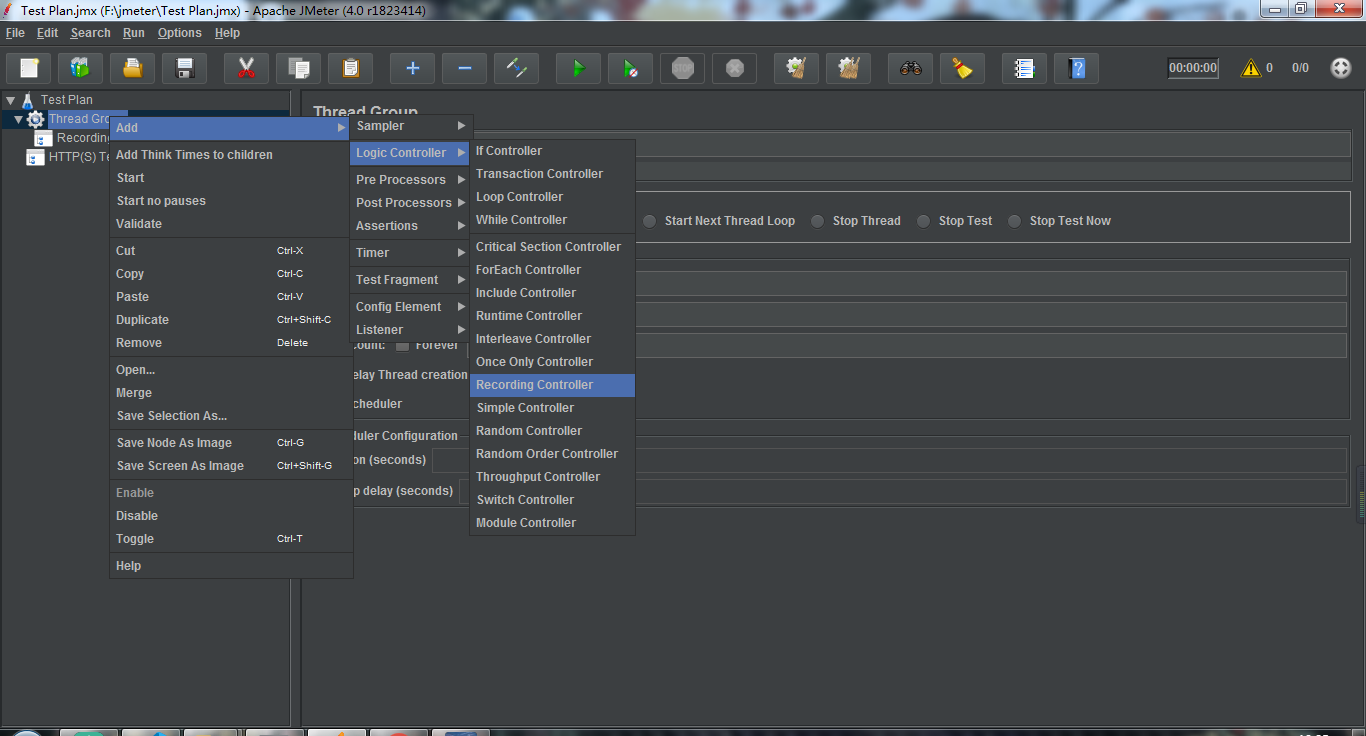 Test Plan.jmx (F:\jmeter\Test Plan.jmx) - Apache JMeter (4.0 r1823414)
File Edit Search Run Options Help
STOP
00:00:00 0 0/0
Test Plan
Thread Gro
Recording
HTTP(S) Te
Thread Group
Add
Add Think Times to children
Start
Start no pauses
Validate
Cut Ctrl-X
Copy Ctrl-C
Paste Ctrl-V
Duplicate Ctrl+Shift-C
Remove Delete
Open...
Merge
Save Selection As...
Save Node As Image Ctrl-G
Save Screen As Image Ctrl+Shift-G
Enable
Disable
Toggle Ctrl-T
Help
Sampler
Logic Controller
Pre Processors
Post Processors
Assertions
Timer
Test Fragment
Config Element
Listener
If Controller
Transaction Controller
Loop Controller
While Controller
Critical Section Controller
ForEach Controller
Include Controller
Runtime Controller
Interleave Controller
Once Only Controller
Recording Controller
Simple Controller
Random Controller
Random Order Controller
Throughput Controller
Switch Controller
Module Controller
Start Next Thread Loop Stop Thread Stop Test Stop Test Now
ount: Forever
elay Thread creation
cheduler
duler Configuration
on (seconds)
p delay (seconds)